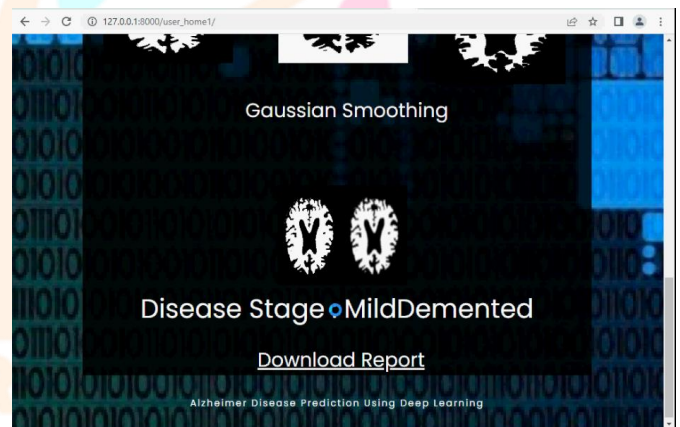 127.0.0.1:8000/user_home1/
Gaussian Smoothing
Disease Stage MildDemented
Download Report
Alzheimer Disease Prediction Using Deep Learning